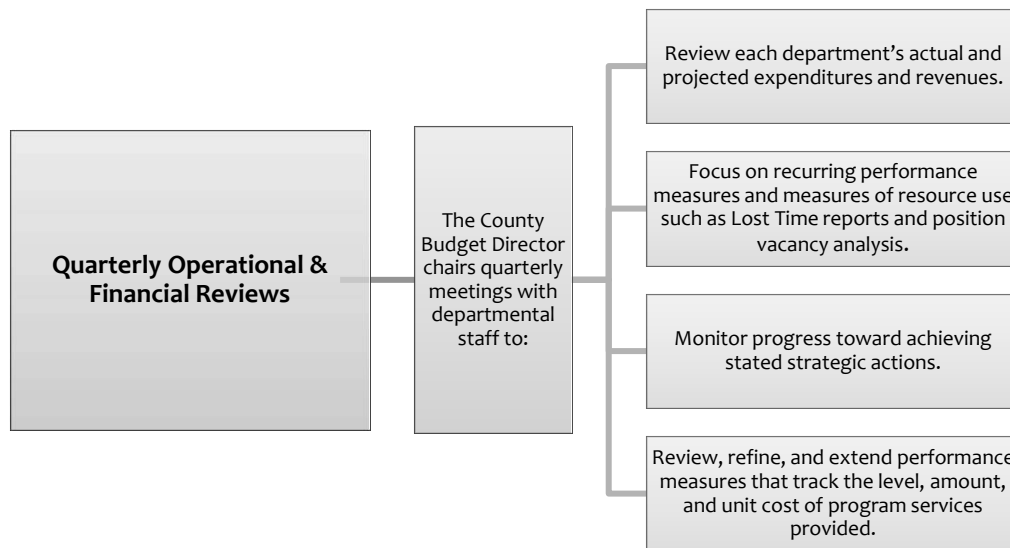 Quarterly Operational &
Financial Reviews
The County
Budget Director
chairs quarterly
meetings with
departmental
staff to:
Review each department’s actual and
projected expenditures and revenues.
Focus on recurring performance
measures and measures of resource use
such as Lost Time reports and position
vacancy analysis.
Monitor progress toward achieving
stated strategic actions.
Review, refine, and extend performance
measures that track the level, amount,
and unit cost of program services
provided.